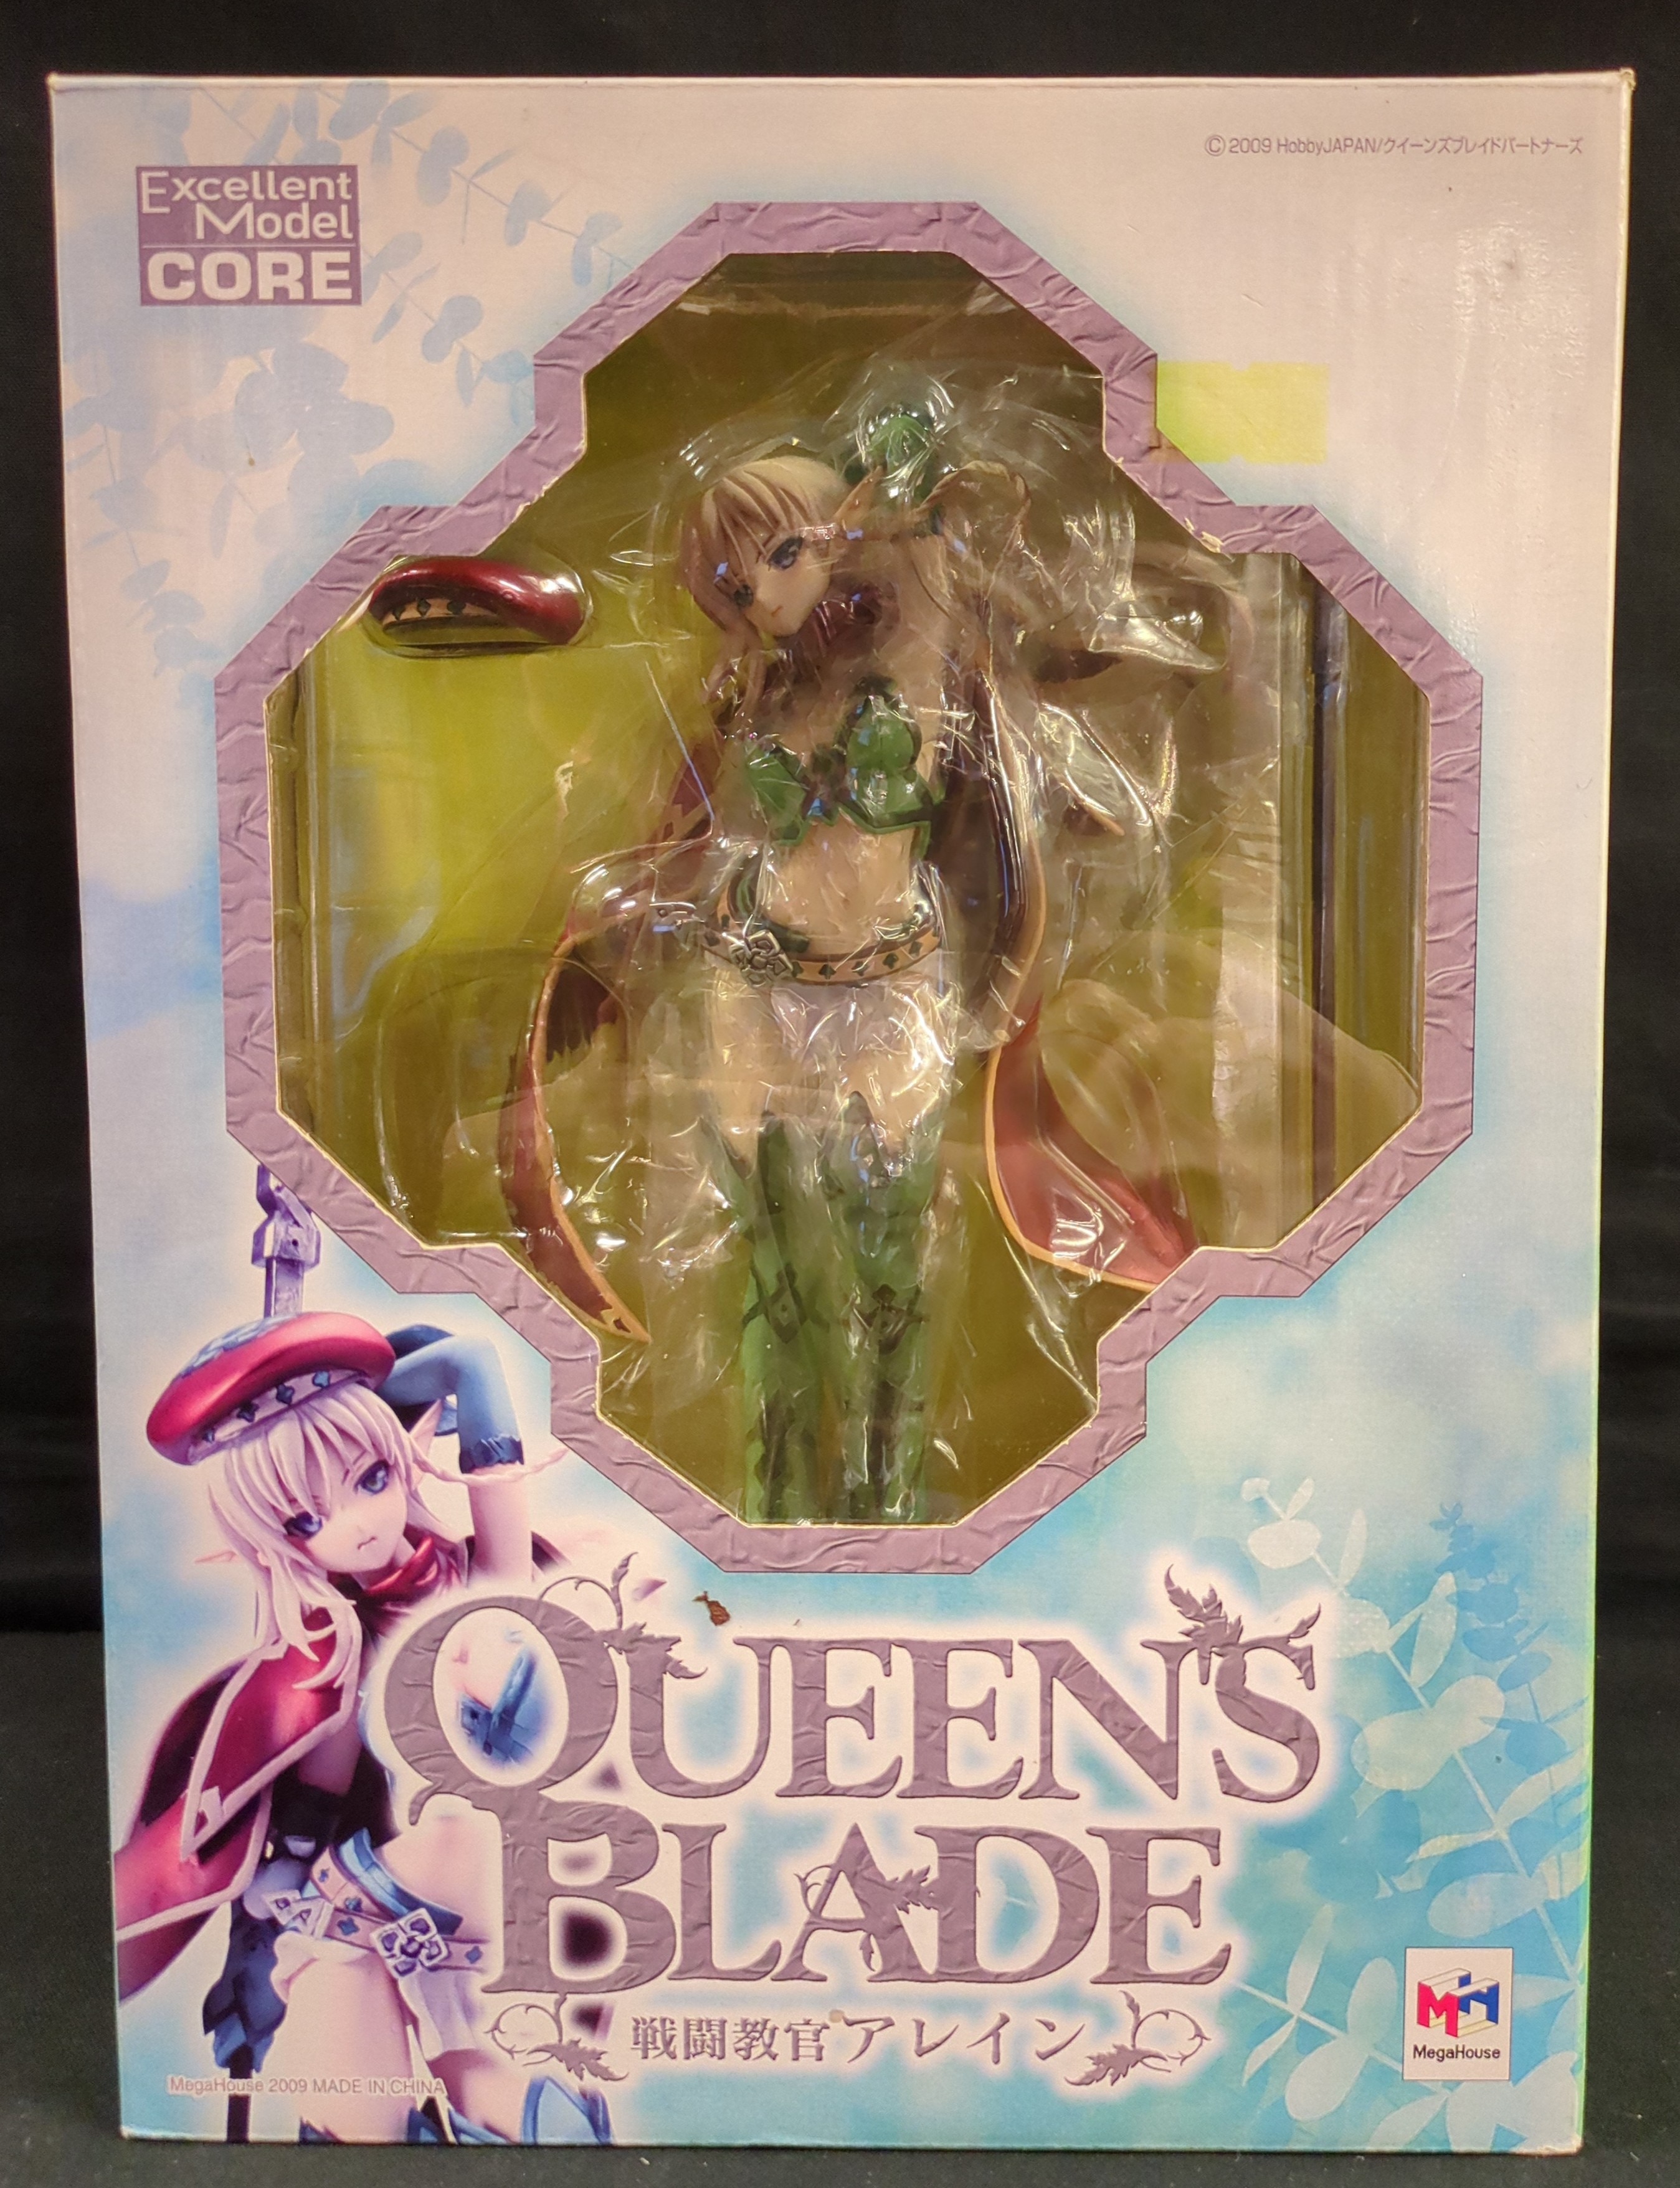 © 2009 HobbyJAPAN/クイーンズブレイドパートナーズ
Excellent
Model
CORE
QUEEN'S
BLADE
戦闘教官アレイン
MegaHouse
MegaHouse 2009 MADE IN CHINA